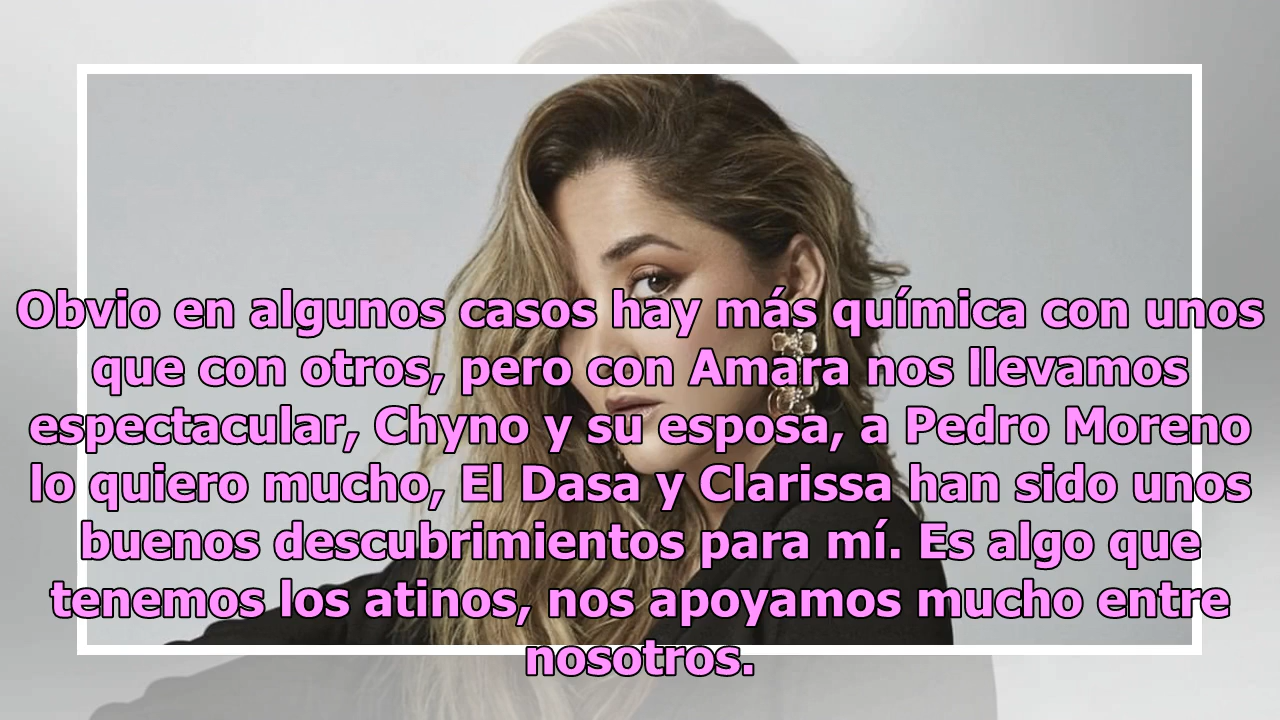 Obvio en algunos casos hay más química con unos
que con otros, pero con Amara nos llevamos
espectacular, Chyno y su esposa, a Pedro Moreno
lo quiero mucho, El Dasa y Clarissa han sido unos
buenos descubrimientos para mí. Es algo que
tenemos los atinos, nos apoyamos mucho entre
nosotros.